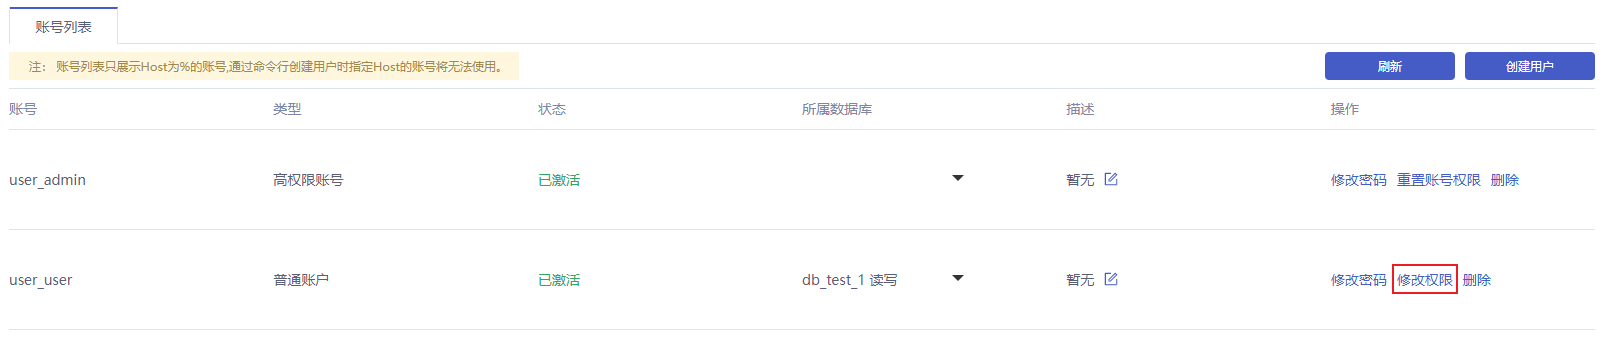 账号列表
注： 账号列表只展示Host为%的账号,通过命令行创建用户时指定Host的账号将无法使用。 刷新 创建用户
账号 类型 状态 所属数据库 描述 操作
user_admin 高权限账号 已激活 暂无 修改密码 重置账号权限 删除
user_user 普通账户 已激活 db_test_1 读写 暂无 修改密码 修改权限 删除